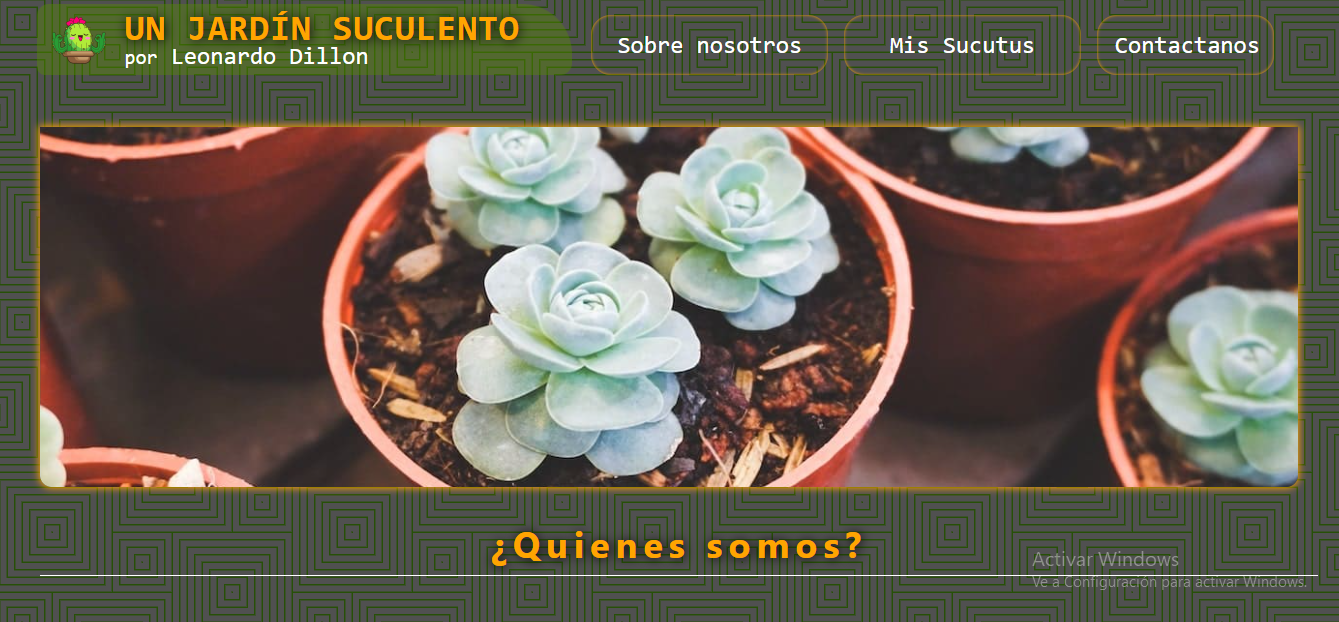 UN JARDÍN SUCULENTO
por Leonardo Dillon
Sobre nosotros
Mis Sucutus
Contactanos
¿Quienes somos?
Activar Windows
Ve a Configuración para activar Windows.